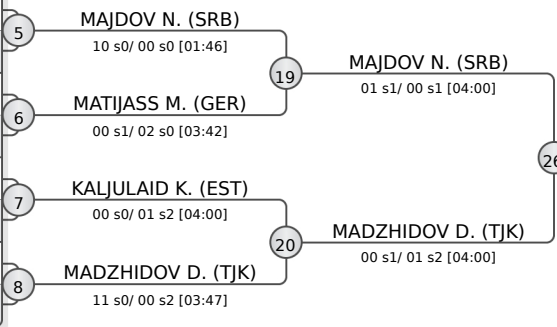 5
MAJDOV N. (SRB)
10 s0/ 00 s0 [01:46]
19
MAJDOV N. (SRB)
01 s1/ 00 s1 [04:00]
6
MATIJASS M. (GER)
00 s1/ 02 s0 [03:42]
26
7
KALJULAID K. (EST)
00 s0/ 01 s2 [04:00]
20
MADZHIDOV D. (TJK)
00 s1/ 01 s2 [04:00]
8
MADZHIDOV D. (TJK)
11 s0/ 00 s2 [03:47]